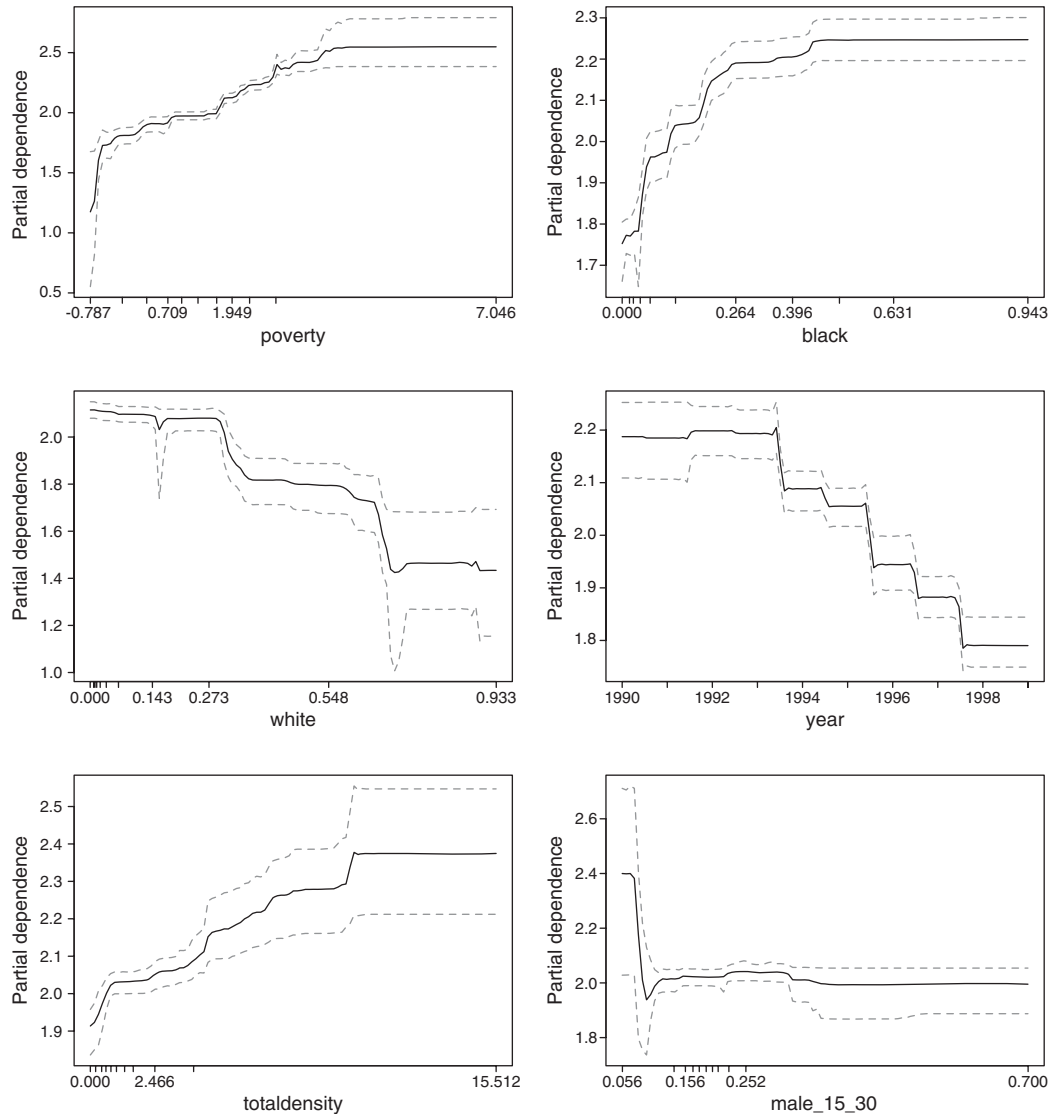 Partial dependence
2.5
2.0
1.5
1.0
0.5
-0.787 0.709 1.949 7.046
poverty
Partial dependence
2.3
2.2
2.1
2.0
1.9
1.8
1.7
0.000 0.264 0.396 0.631 0.943
black
Partial dependence
2.0
1.8
1.6
1.4
1.2
1.0
0.000 0.143 0.273 0.548 0.933
white
Partial dependence
2.2
2.1
2.0
1.9
1.8
1990 1992 1994 1996 1998
year
Partial dependence
2.5
2.4
2.3
2.2
2.1
2.0
1.9
0.000 2.466 15.512
totaldensity
Partial dependence
2.6
2.4
2.2
2.0
1.8
0.056 0.156 0.252 0.700
male_15_30